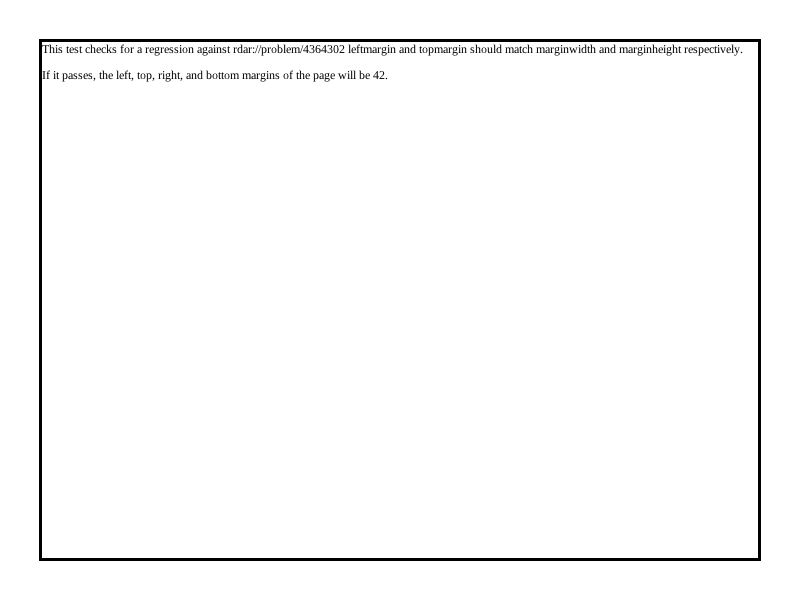 This test checks for a regression against rdar://problem/4364302 leftmargin and topmargin should match marginwidth and marginheight respectively.
If it passes, the left, top, right, and bottom margins of the page will be 42.